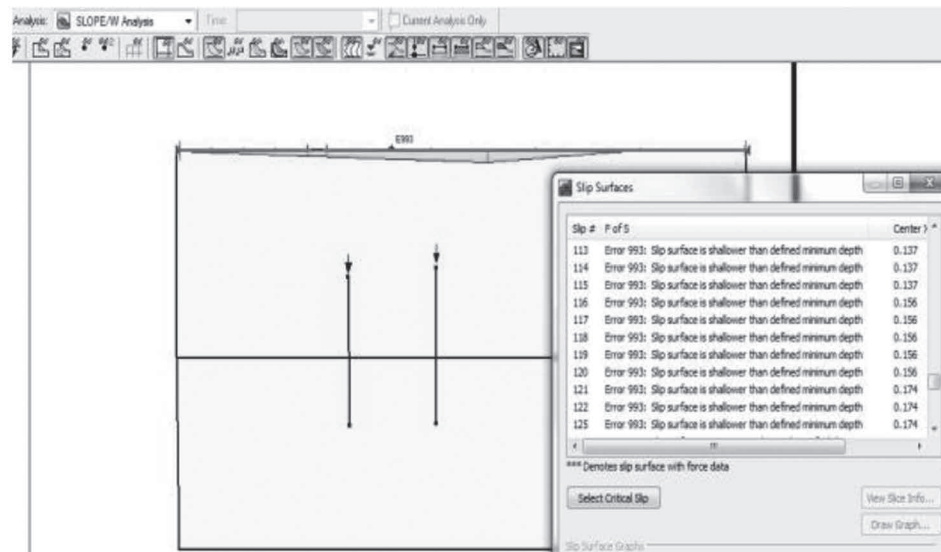 Analysis: SLOPE/W Analysis Time: Current Analysis Only
E993
Slip Surfaces
Slip # F of S Center X
113 Error 993: Slip surface is shallower than defined minimum depth 0.137
114 Error 993: Slip surface is shallower than defined minimum depth 0.137
115 Error 993: Slip surface is shallower than defined minimum depth 0.137
116 Error 993: Slip surface is shallower than defined minimum depth 0.156
117 Error 993: Slip surface is shallower than defined minimum depth 0.156
118 Error 993: Slip surface is shallower than defined minimum depth 0.156
119 Error 993: Slip surface is shallower than defined minimum depth 0.156
120 Error 993: Slip surface is shallower than defined minimum depth 0.156
121 Error 993: Slip surface is shallower than defined minimum depth 0.174
122 Error 993: Slip surface is shallower than defined minimum depth 0.174
125 Error 993: Slip surface is shallower than defined minimum depth 0.174
*** Denotes slip surface with force data
Select Critical Slip View Slice Info...
Draw Graph...
Slip Surface Graphs